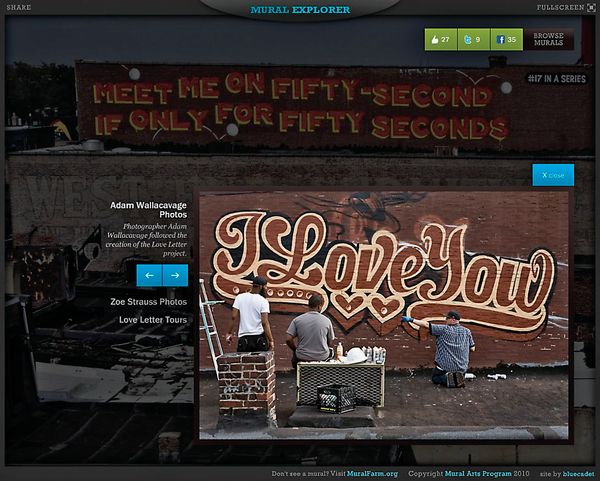 SHARE
MURAL EXPLORER
FULLSCREEN
27
9
35
BROWSE
MURALS
#17 IN A SERIES
MEET ME ON FIFTY-SECOND
IF ONLY FOR FIFTY SECONDS
X close
WEST
Adam Wallacavage
Photos
Photographer Adam
Wallacavage followed the
creation of the Love Letter
project.
Zoe Strauss Photos
Love Letter Tours
I Love You
Don't see a mural? Visit MuralFarm.org
Copyright Mural Arts Program 2010
site by bluecadet